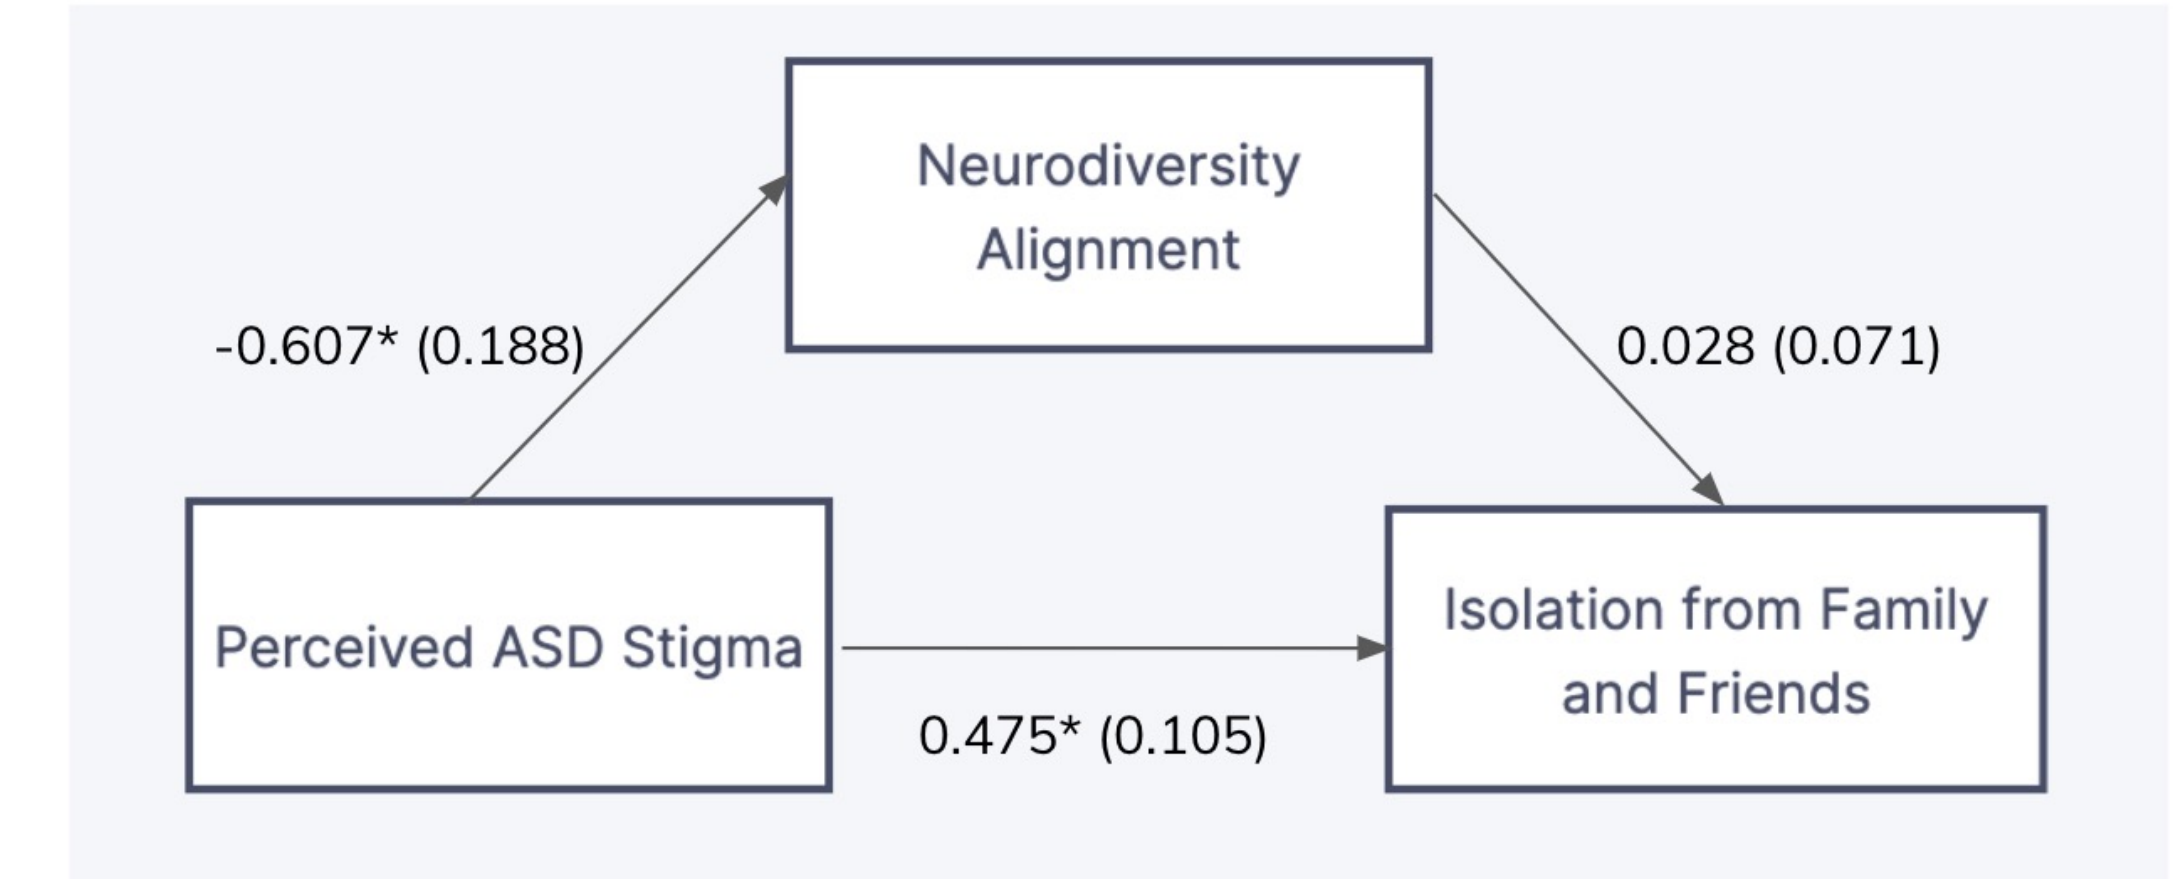 Neurodiversity
Alignment
-0.607* (0.188)
0.028 (0.071)
Perceived ASD Stigma
Isolation from Family
and Friends
0.475* (0.105)